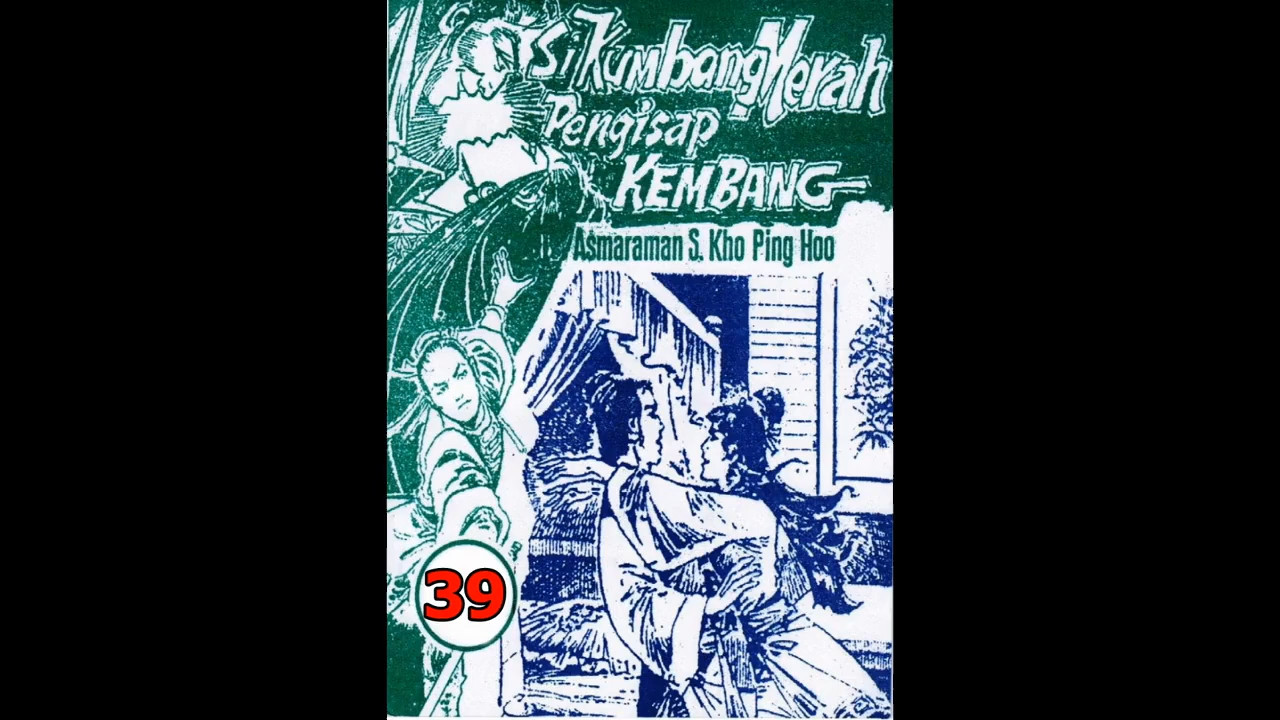 Si Kumbang Merah
Pengisap
KEMBANG
Asmaraman S. Kho Ping Hoo
39